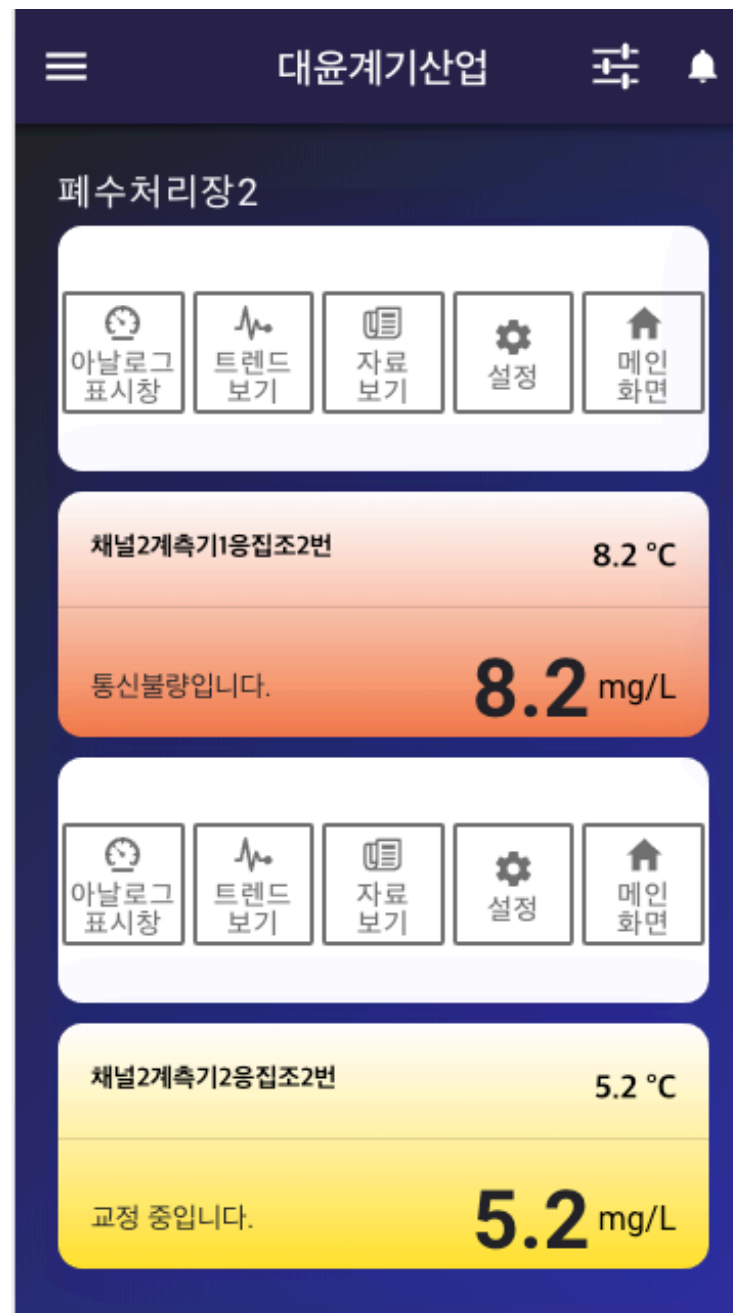 대윤계기산업
폐수처리장2
아날로그 표시창
트렌드 보기
자료 보기
설정
메인 화면
채널2계측기1응집조2번
8.2 °C
통신불량입니다.
8.2 mg/L
아날로그 표시창
트렌드 보기
자료 보기
설정
메인 화면
채널2계측기2응집조2번
5.2 °C
교정 중입니다.
5.2 mg/L